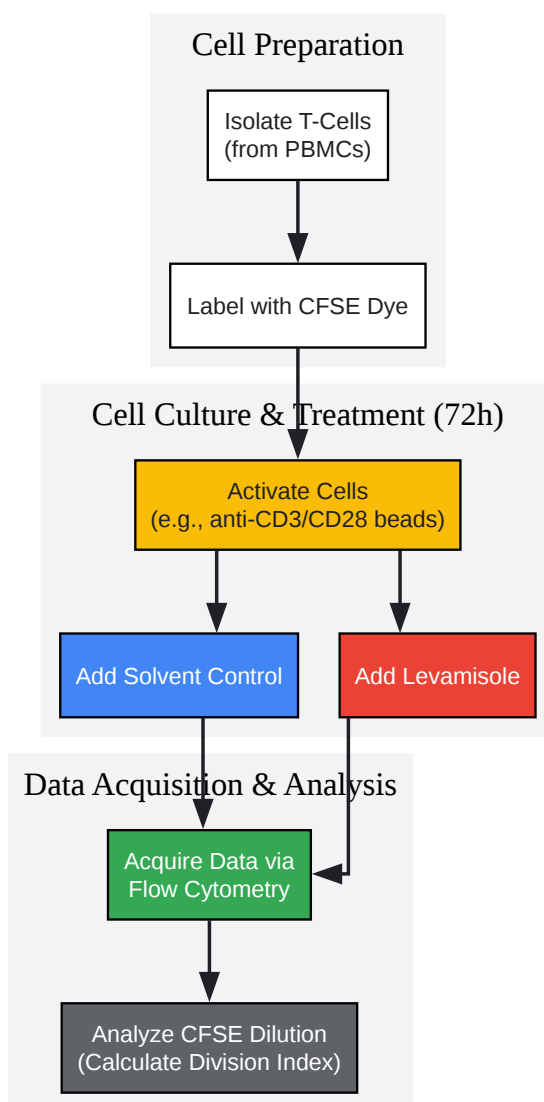 Cell Preparation
Isolate T-Cells
(from PBMCs)
Label with CFSE Dye
Cell Culture & Treatment (72h)
Activate Cells
(e.g., anti-CD3/CD28 beads)
Add Solvent Control
Add Levamisole
Data Acquisition & Analysis
Acquire Data via
Flow Cytometry
Analyze CFSE Dilution
(Calculate Division Index)